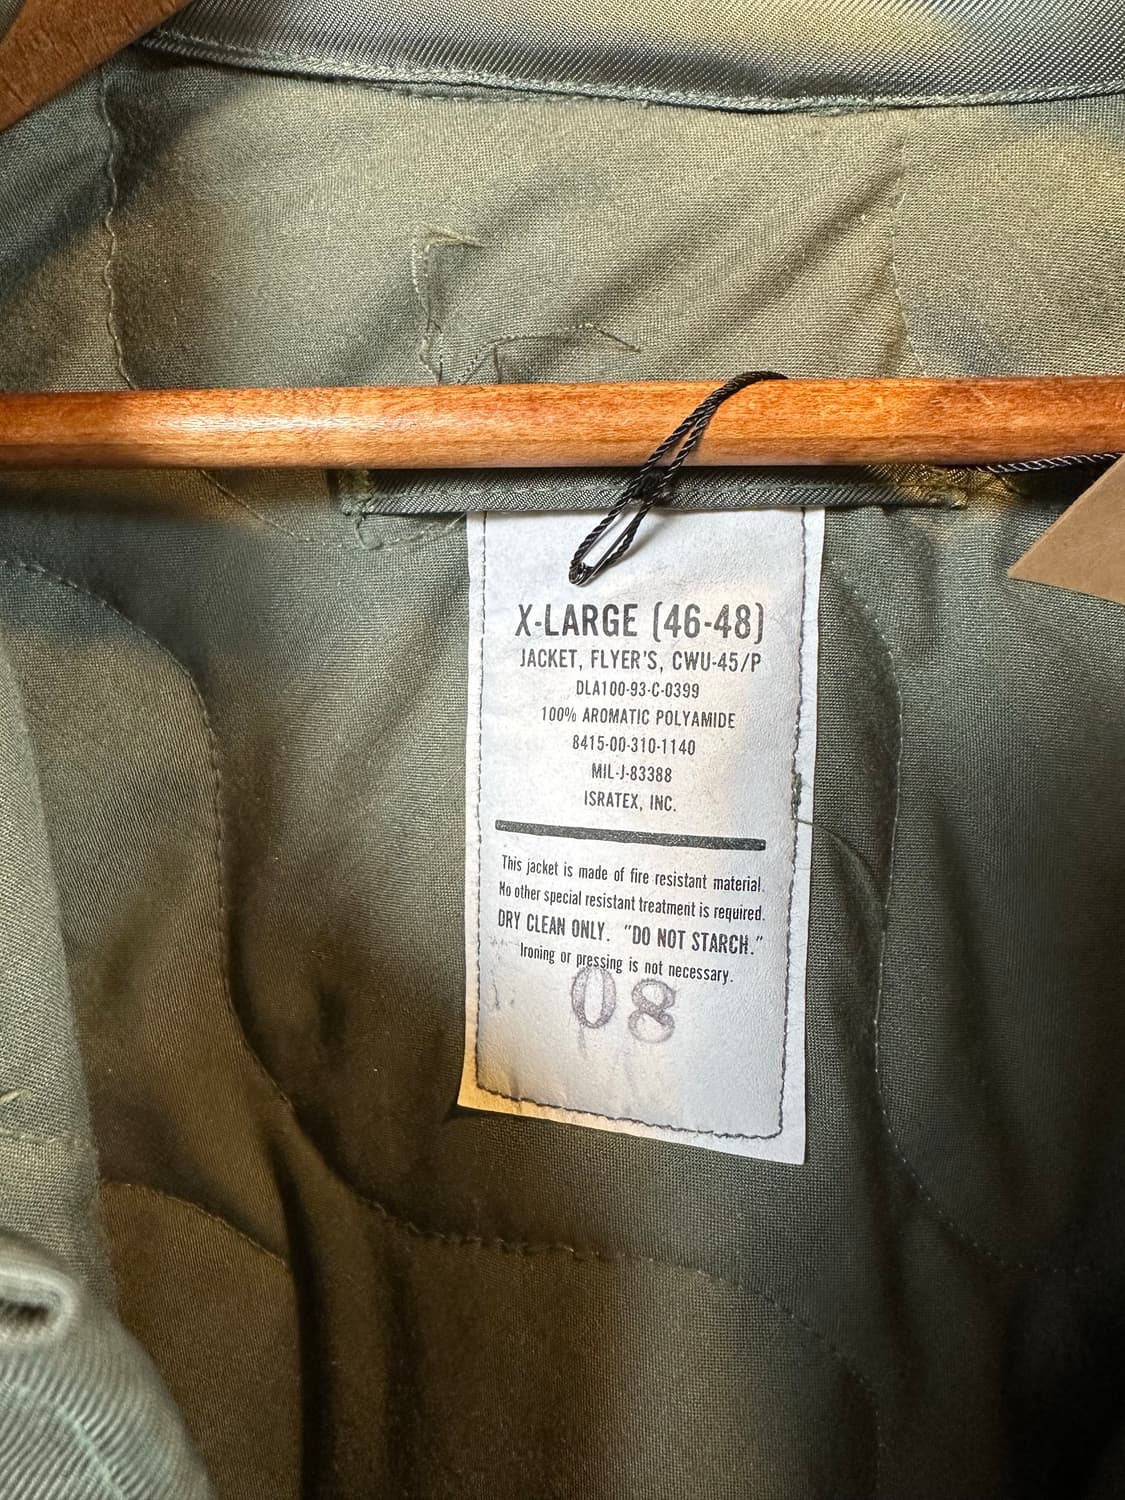 X-LARGE (46-48)
JACKET, FLYER'S, CWU-45/P
DLA100-93-C-0399
100% AROMATIC POLYAMIDE
8415-00-310-1140
MIL-J-83388
ISRATEX, INC.
This jacket is made of fire resistant material.
No other special resistant treatment is required.
DRY CLEAN ONLY. "DO NOT STARCH."
Ironing or pressing is not necessary.
08